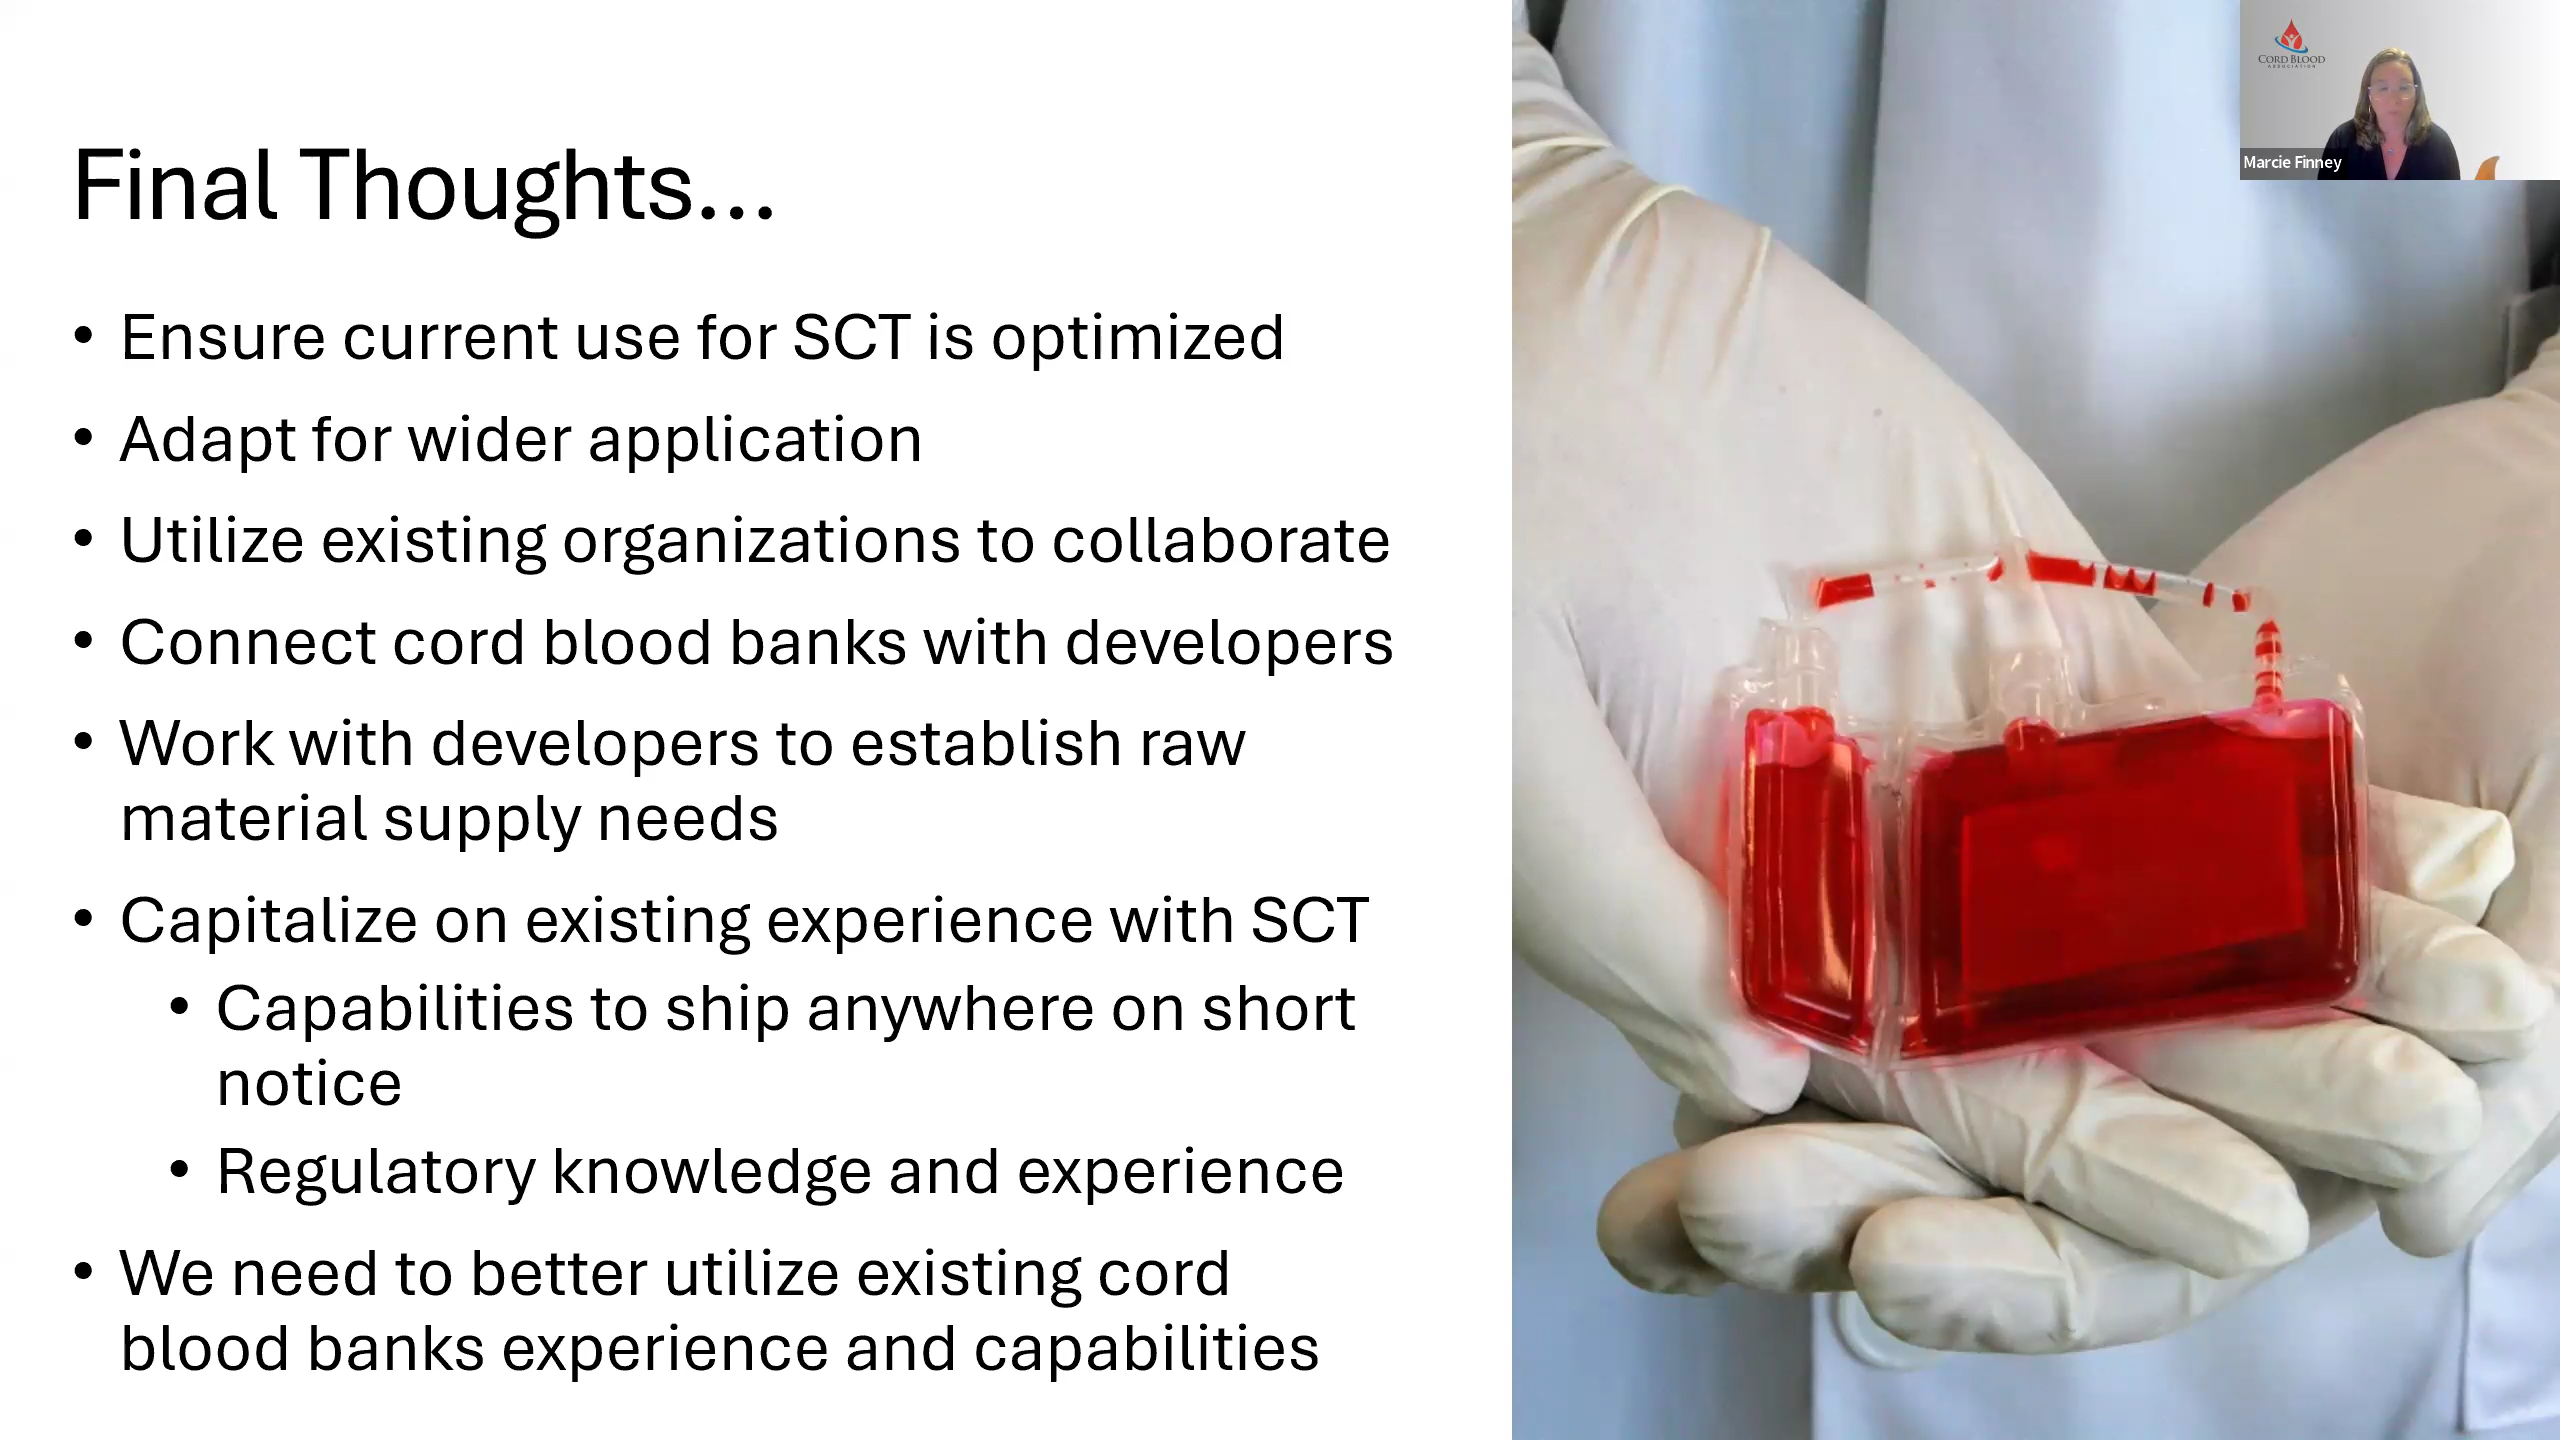 Final Thoughts...
• Ensure current use for SCT is optimized
• Adapt for wider application
• Utilize existing organizations to collaborate
• Connect cord blood banks with developers
• Work with developers to establish raw
material supply needs
• Capitalize on existing experience with SCT
• Capabilities to ship anywhere on short
notice
• Regulatory knowledge and experience
• We need to better utilize existing cord
blood banks experience and capabilities
CORD BLOOD
ASSOCIATION
Marcie Finney